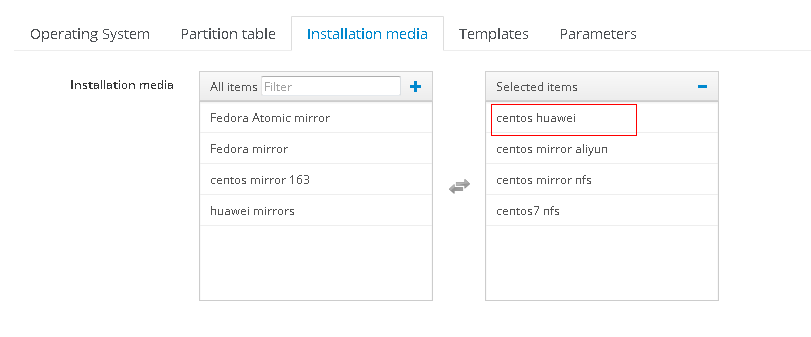 Operating System Partition table Installation media Templates Parameters
Installation media
All items Filter
Fedora Atomic mirror
Fedora mirror
centos mirror 163
huawei mirrors
Selected items
centos huawei
centos mirror aliyun
centos mirror nfs
centos7 nfs